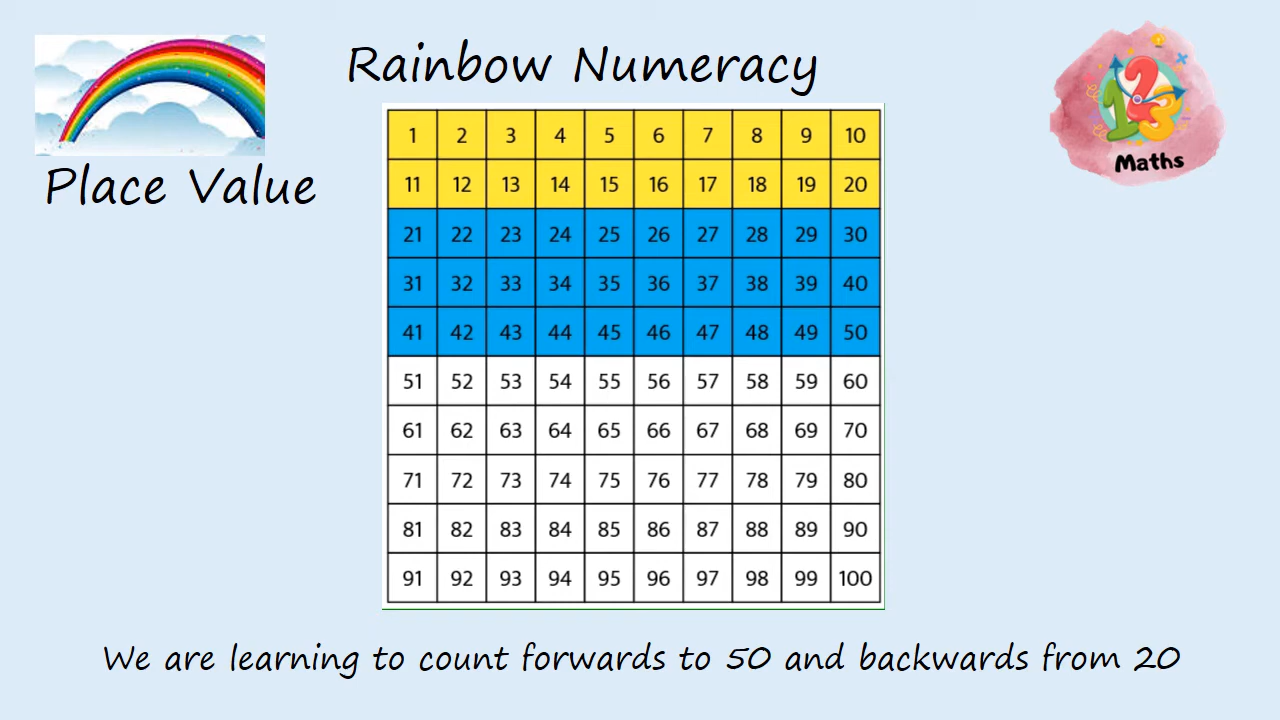 Rainbow Numeracy
123
Maths
Place Value
1 2 3 4 5 6 7 8 9 10
11 12 13 14 15 16 17 18 19 20
21 22 23 24 25 26 27 28 29 30
31 32 33 34 35 36 37 38 39 40
41 42 43 44 45 46 47 48 49 50
51 52 53 54 55 56 57 58 59 60
61 62 63 64 65 66 67 68 69 70
71 72 73 74 75 76 77 78 79 80
81 82 83 84 85 86 87 88 89 90
91 92 93 94 95 96 97 98 99 100
We are learning to count forwards to 50 and backwards from 20